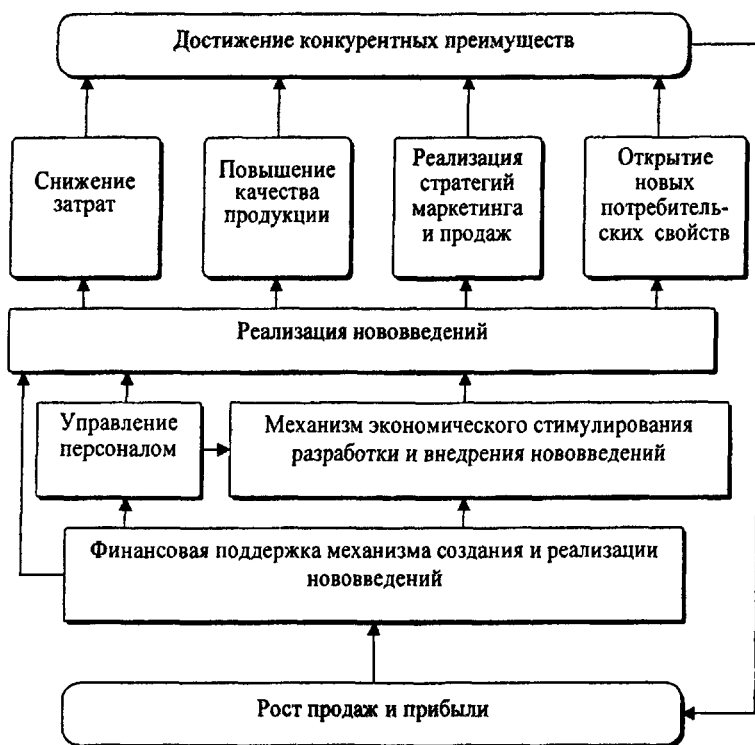 Достижение конкурентных преимуществ
Снижение
затрат
Повышение
качества
продукции
Реализация
стратегий
маркетинга
и продаж
Открытие
новых
потребитель-
ских свойств
Реализация нововведений
Управление
персоналом
Механизм экономического стимулирования
разработки и внедрения нововведений
Финансовая поддержка механизма создания и реализации
нововведений
Рост продаж и прибыли